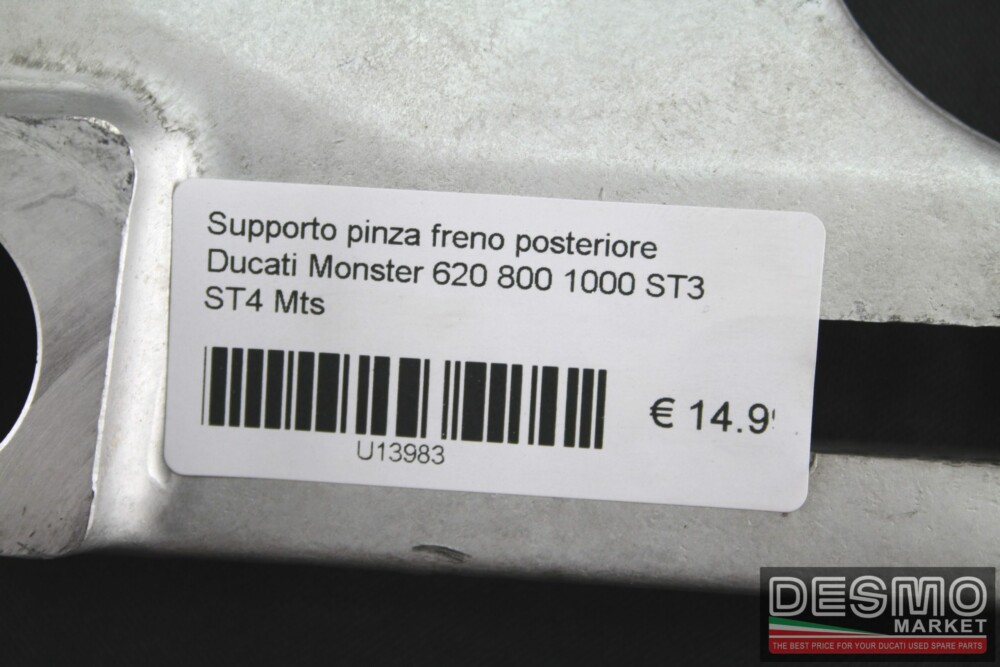 Supporto pinza freno posteriore
Ducati Monster 620 800 1000 ST3
ST4 Mts
€ 14.9
U13983
DESMO
MARKET
THE BEST PRICE FOR YOUR DUCATI USED SPARE PARTS